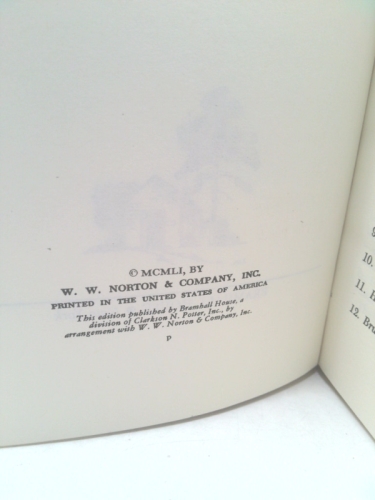 © MCMLI, BY
W. W. NORTON & COMPANY, INC.
PRINTED IN THE UNITED STATES OF AMERICA
This edition published by Bramhall House, a
division of Clarkson N. Potter, Inc., by
arrangement with W. W. Norton & Company, Inc.
P
10.
11.
12. Bru